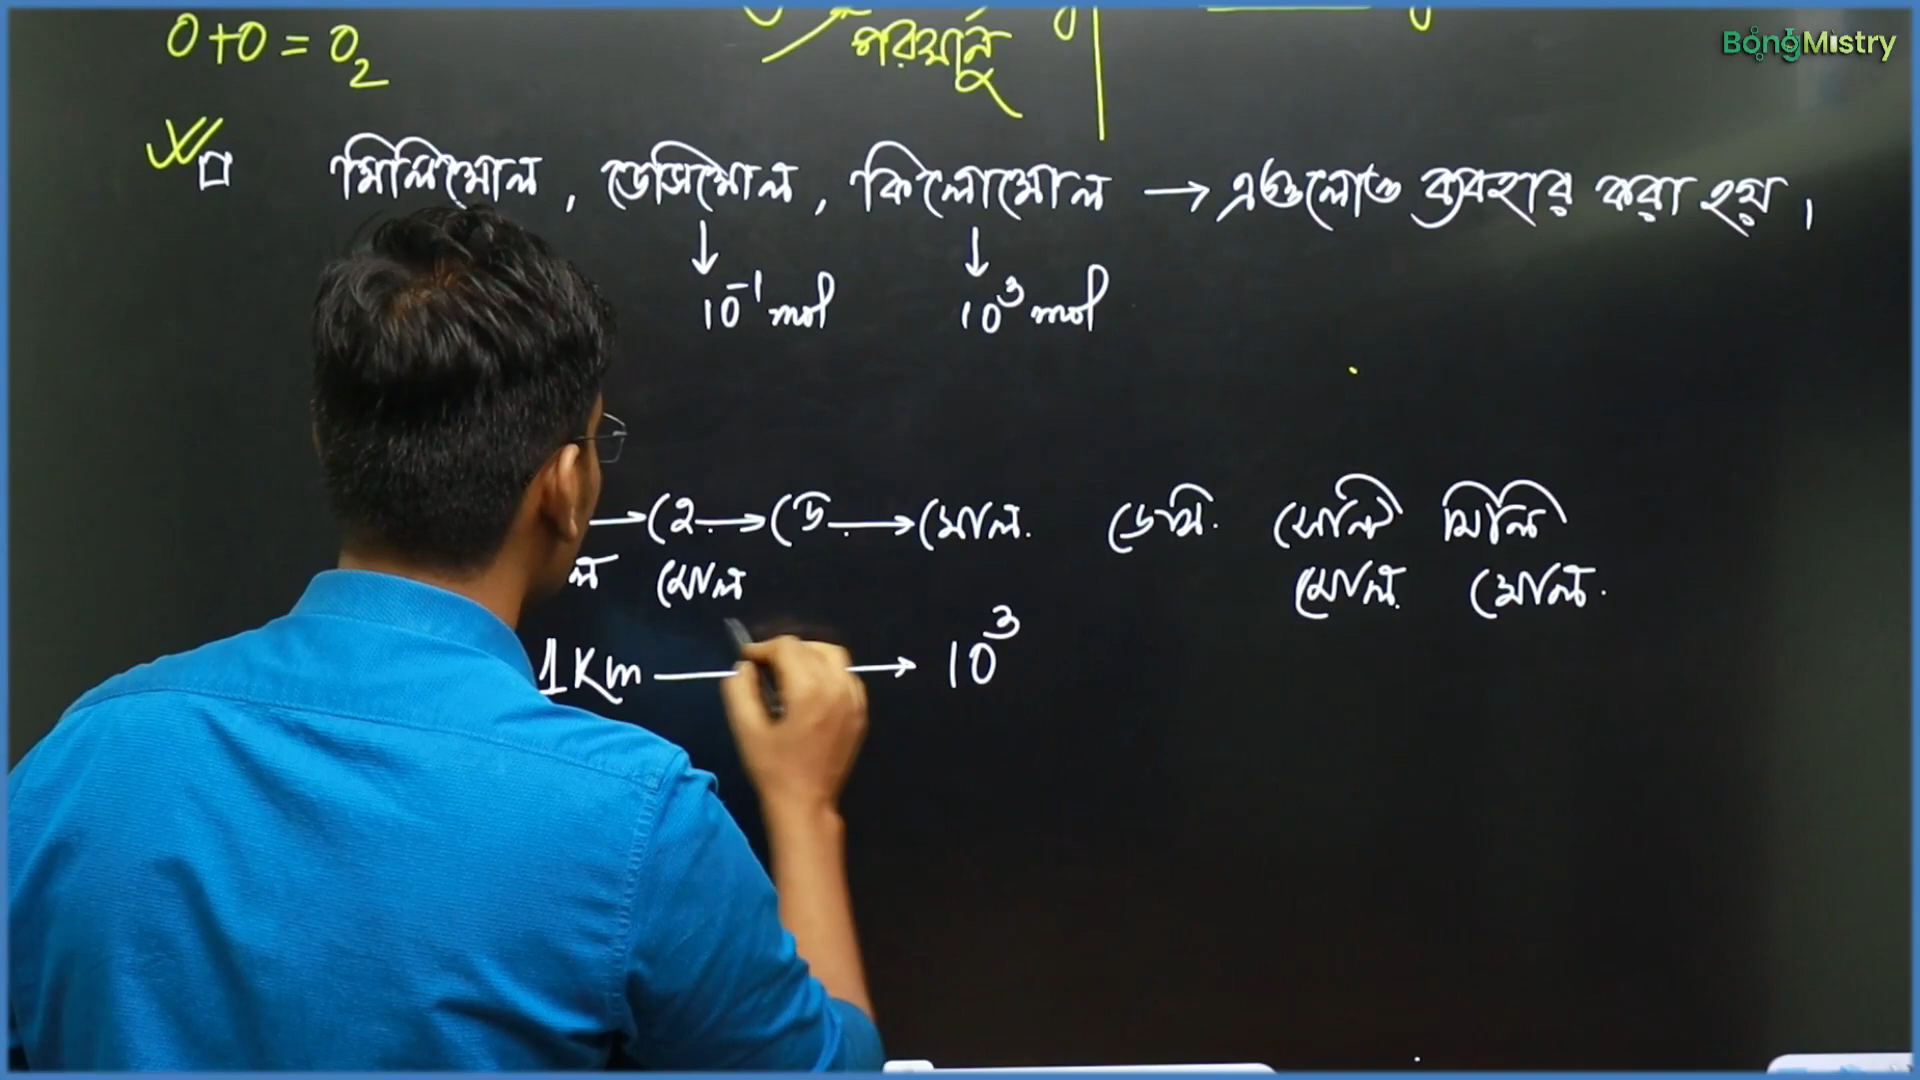 BongMistry
O+O = O₂
পরমানু
মিলিমোল, ডেসিমোল, কিলোমোল → এগুলোও ব্যবহার করা হয়।
↓ ↓
10⁻¹ mol 10³ mol
→ হে. → ডে. → মোল. ডেসি. সেন্টি মিলি
ল মোল মোল. মোল.
1 Km → 10³